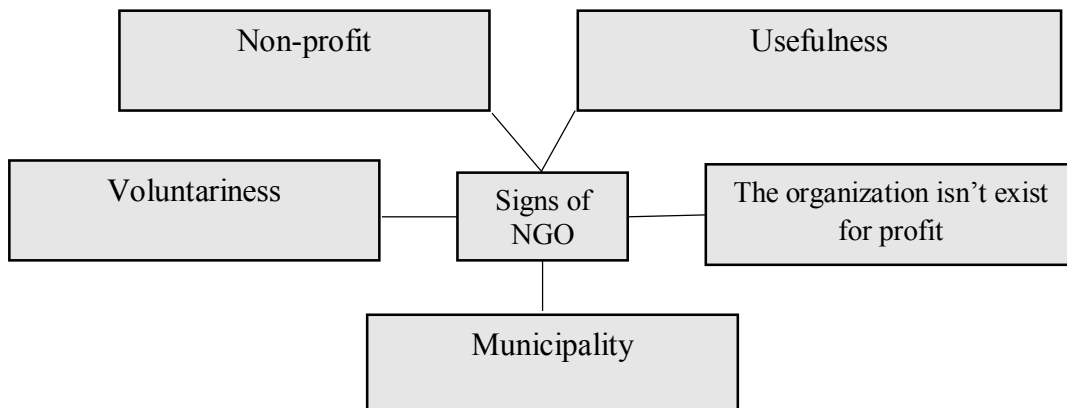 Non-profit
Usefulness
Voluntariness
Signs of
NGO
The organization isn’t exist
for profit
Municipality